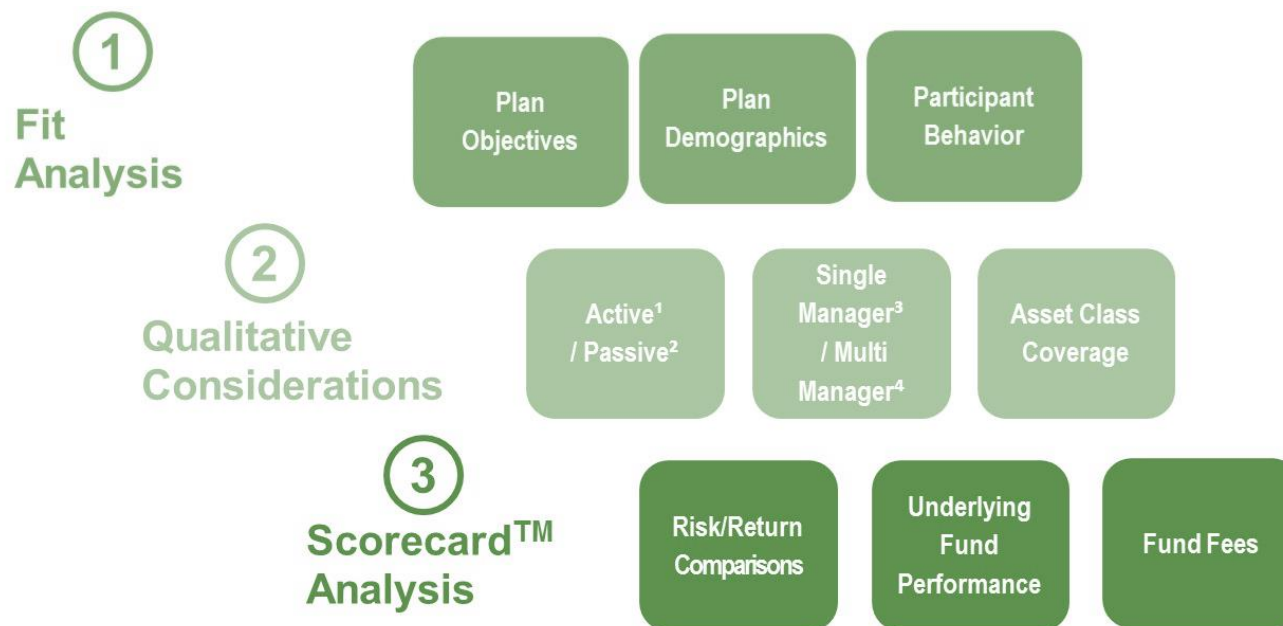 1
Fit
Analysis
Plan
Objectives
Plan
Demographics
Participant
Behavior
2
Qualitative
Considerations
Active¹
/ Passive²
Single
Manager³
/ Multi
Manager⁴
Asset Class
Coverage
3
Scorecard™
Analysis
Risk/Return
Comparisons
Underlying
Fund
Performance
Fund Fees